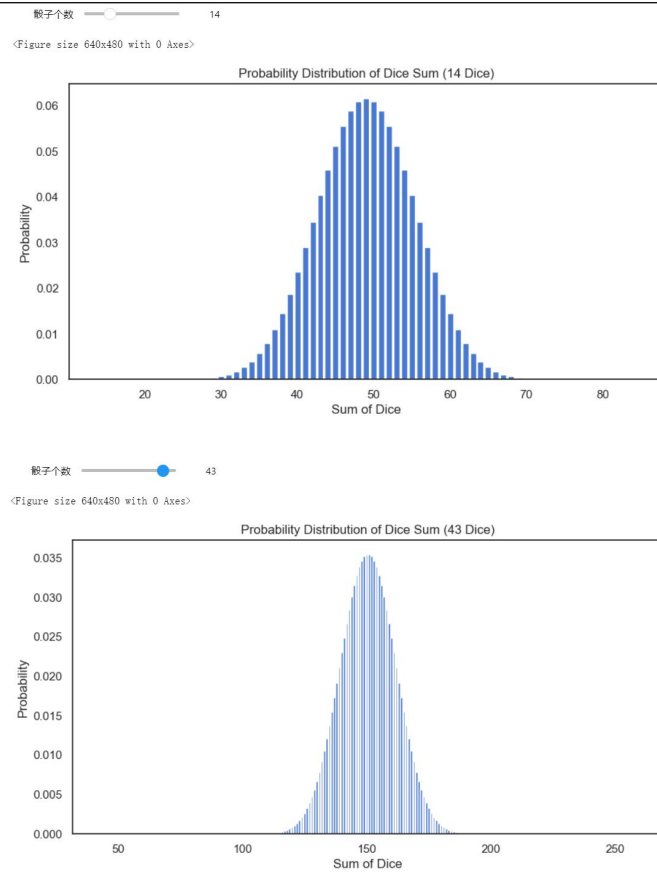 骰子个数 14
<Figure size 640x480 with 0 Axes>
Probability Distribution of Dice Sum (14 Dice)
0.06
0.05
0.04
0.03
0.02
0.01
0.00
Probability
20 30 40 50 60 70 80
Sum of Dice
骰子个数 43
<Figure size 640x480 with 0 Axes>
Probability Distribution of Dice Sum (43 Dice)
0.035
0.030
0.025
0.020
0.015
0.010
0.005
0.000
Probability
50 100 150 200 250
Sum of Dice